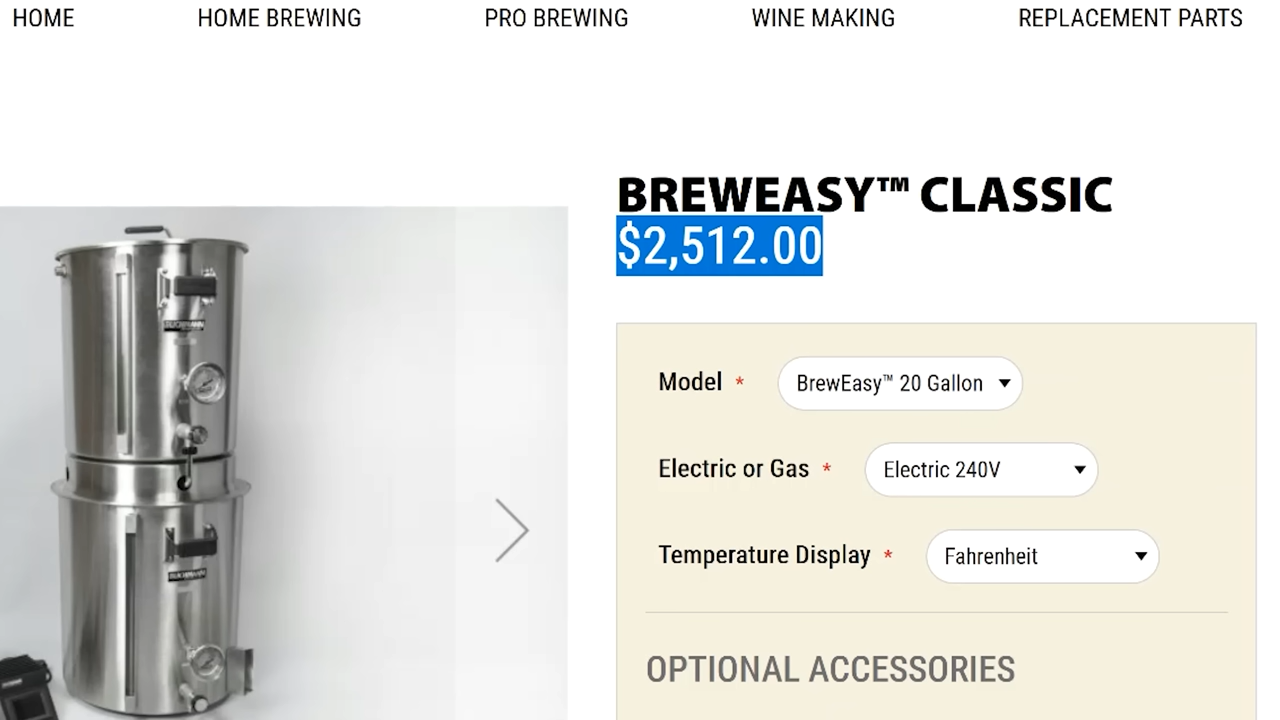 HOME HOME BREWING PRO BREWING WINE MAKING REPLACEMENT PARTS
BREWEASY™ CLASSIC
$2,512.00
Model * BrewEasy™ 20 Gallon
Electric or Gas * Electric 240V
Temperature Display * Fahrenheit
OPTIONAL ACCESSORIES